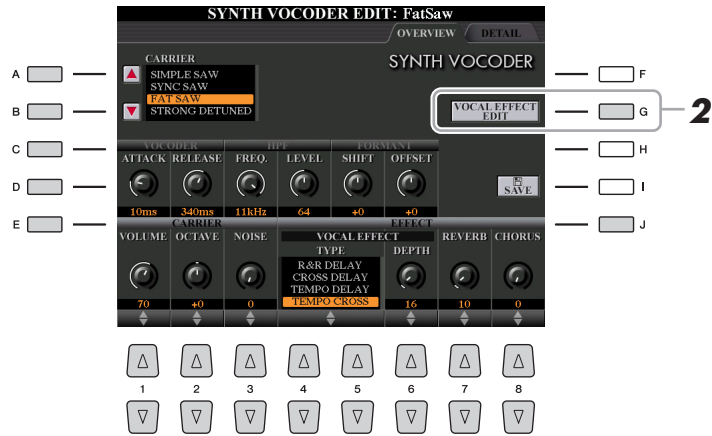 SYNTH VOCODER EDIT: FatSaw
OVERVIEW DETAIL
CARRIER
SYNTH VOCODER
SIMPLE SAW
SYNC SAW
FAT SAW
STRONG DETUNED
VOCAL EFFECT
EDIT
2
A
B
C
D
E
F
G
H
I
J
VOCODER HPF FORMANT
ATTACK RELEASE FREQ. LEVEL SHIFT OFFSET
10ms 340ms 11kHz 64 +0 +0
SAVE
CARRIER EFFECT
VOLUME OCTAVE NOISE VOCAL EFFECT REVERB CHORUS
TYPE DEPTH
R&R DELAY
CROSS DELAY
TEMPO DELAY
TEMPO CROSS
70 +0 0 16 10 0
1 2 3 4 5 6 7 8